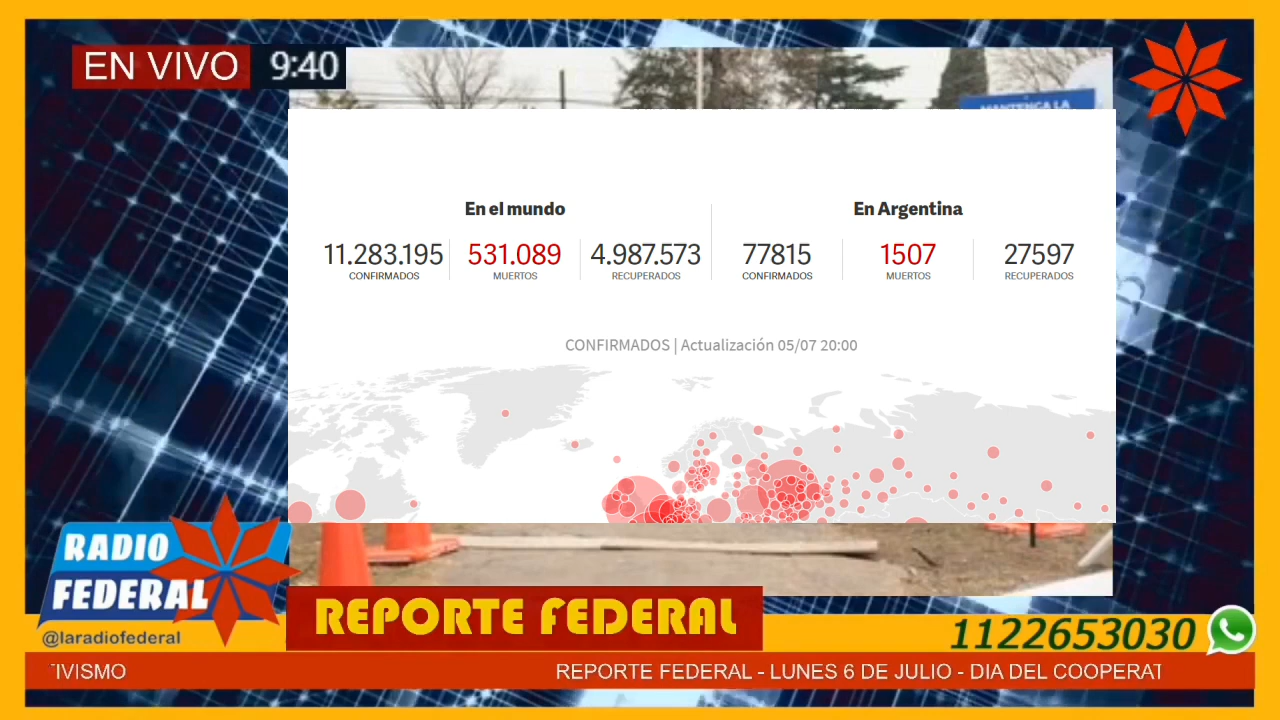 EN VIVO 9:40
MANTENGA LA
En el mundo
En Argentina
11.283.195 531.089 4.987.573 77815 1507 27597
CONFIRMADOS MUERTOS RECUPERADOS CONFIRMADOS MUERTOS RECUPERADOS
CONFIRMADOS | Actualización 05/07 20:00
RADIO
FEDERAL
@laradiofederal
REPORTE FEDERAL
1122653030
TIVISMO REPORTE FEDERAL - LUNES 6 DE JULIO - DIA DEL COOPERAT